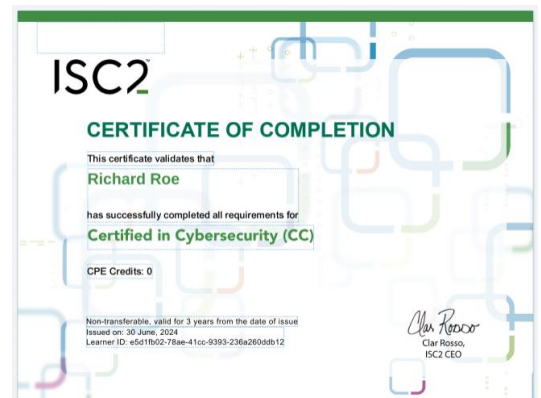 ISC2
CERTIFICATE OF COMPLETION
This certificate validates that
Richard Roe
has successfully completed all requirements for
Certified in Cybersecurity (CC)
CPE Credits: 0
Non-transferable, valid for 3 years from the date of issue
Issued on: 30 June, 2024
Learner ID: e5d1fb02-78ae-41cc-9393-236a260ddb12
Clar Rosso
Clar Rosso,
ISC2 CEO